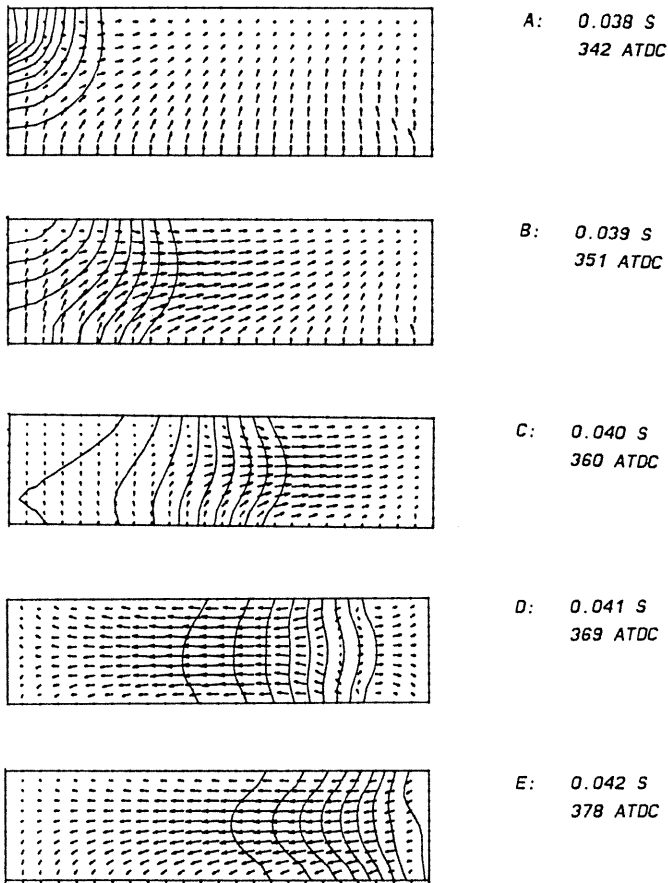 A: 0.038 S
342 ATDC
B: 0.039 S
351 ATDC
C: 0.040 S
360 ATDC
D: 0.041 S
369 ATDC
E: 0.042 S
378 ATDC